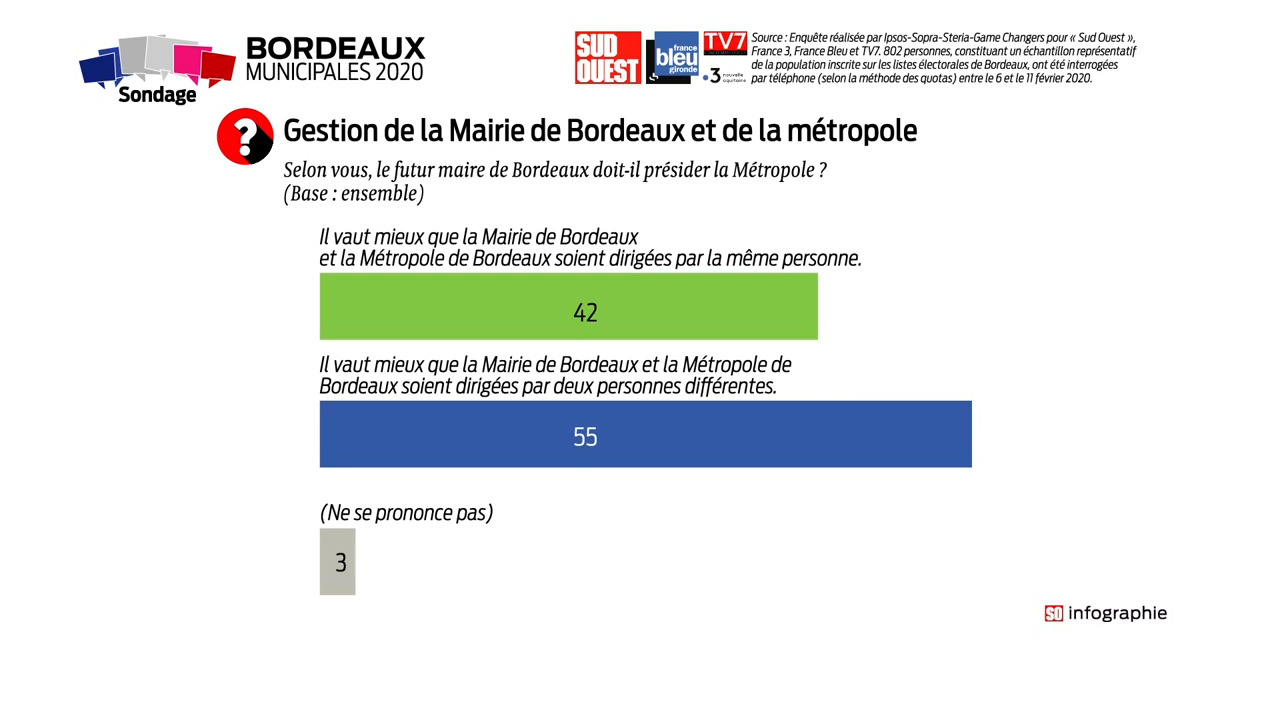 Sondage
BORDEAUX
MUNICIPALES 2020
SUD
OUEST
france
bleu
gironde
TV7
.3 nouvelle
aquitaine
Source : Enquête réalisée par Ipsos-Sopra-Steria-Game Changers pour « Sud Ouest »,
France 3, France Bleu et TV7. 802 personnes, constituant un échantillon représentatif
de la population inscrite sur les listes électorales de Bordeaux, ont été interrogées
par téléphone (selon la méthode des quotas) entre le 6 et le 11 février 2020.
?
Gestion de la Mairie de Bordeaux et de la métropole
Selon vous, le futur maire de Bordeaux doit-il présider la Métropole ?
(Base : ensemble)
Il vaut mieux que la Mairie de Bordeaux
et la Métropole de Bordeaux soient dirigées par la même personne.
42
Il vaut mieux que la Mairie de Bordeaux et la Métropole de
Bordeaux soient dirigées par deux personnes différentes.
55
(Ne se prononce pas)
3
SO infographie